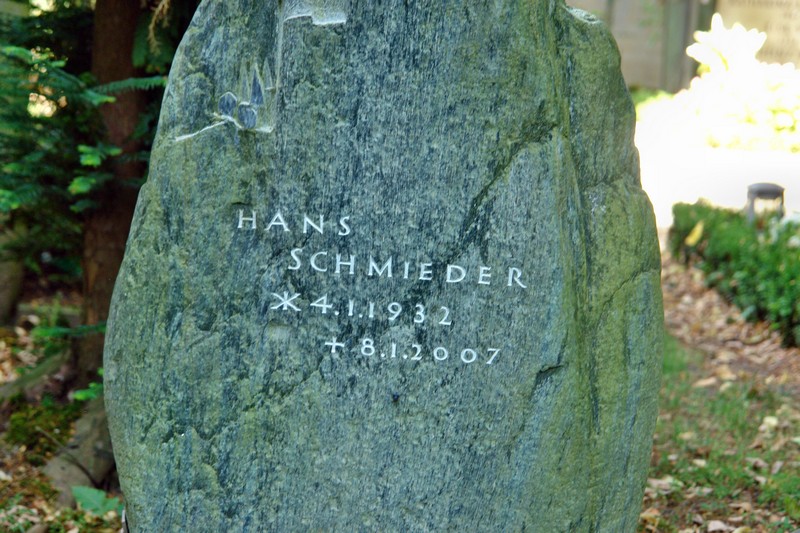 HANS
SCHMIEDER
* 4.1.1932
+ 8.1.2007